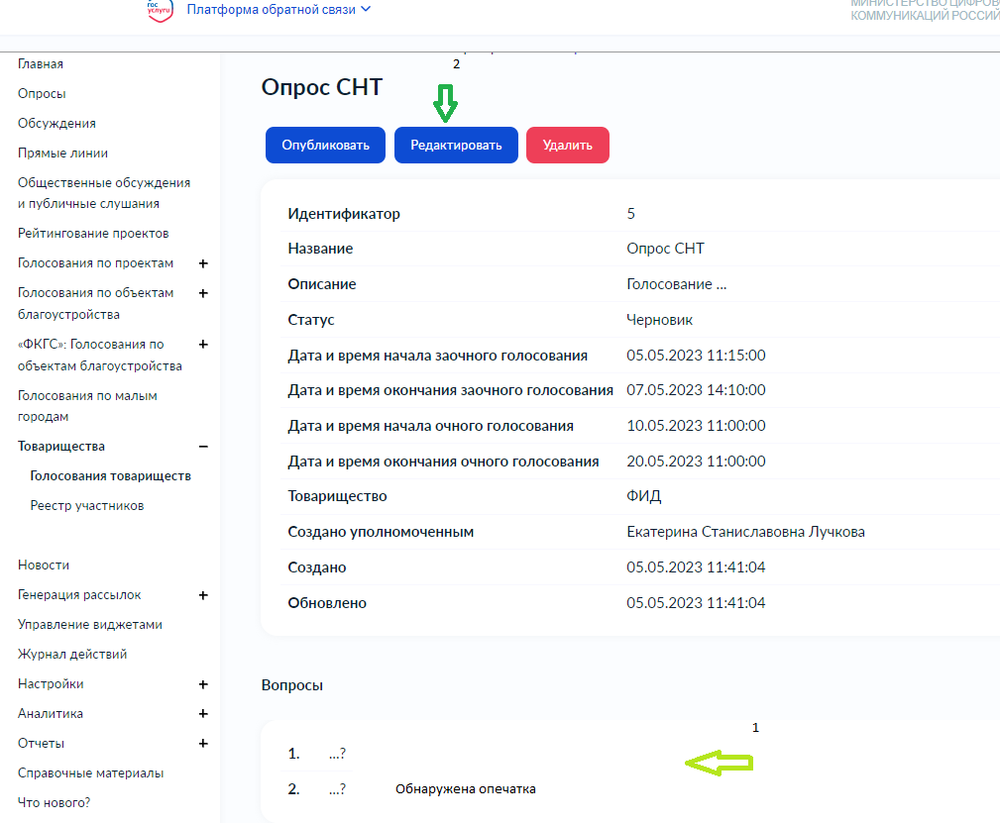 гос
услуги
Платформа обратной связи
КОММУНИКАЦИЙ РОССИЙ
Главная
Опросы
Обсуждения
Прямые линии
Общественные обсуждения
и публичные слушания
Рейтингование проектов
Голосования по проектам +
Голосования по объектам +
благоустройства
«ФКГС»: Голосования по +
объектам благоустройства
Голосования по малым
городам
Товарищества −
Голосования товариществ
Реестр участников
Новости
Генерация рассылок +
Управление виджетами
Журнал действий
Настройки +
Аналитика +
Отчеты +
Справочные материалы
Что нового?
2
Опрос СНТ
Опубликовать Редактировать Удалить
Идентификатор 5
Название Опрос СНТ
Описание Голосование ...
Статус Черновик
Дата и время начала заочного голосования 05.05.2023 11:15:00
Дата и время окончания заочного голосования 07.05.2023 14:10:00
Дата и время начала очного голосования 10.05.2023 11:00:00
Дата и время окончания очного голосования 20.05.2023 11:00:00
Товарищество ФИД
Создано уполномоченным Екатерина Станиславовна Лучкова
Создано 05.05.2023 11:41:04
Обновлено 05.05.2023 11:41:04
Вопросы
1
1. ...?
2. ...? Обнаружена опечатка